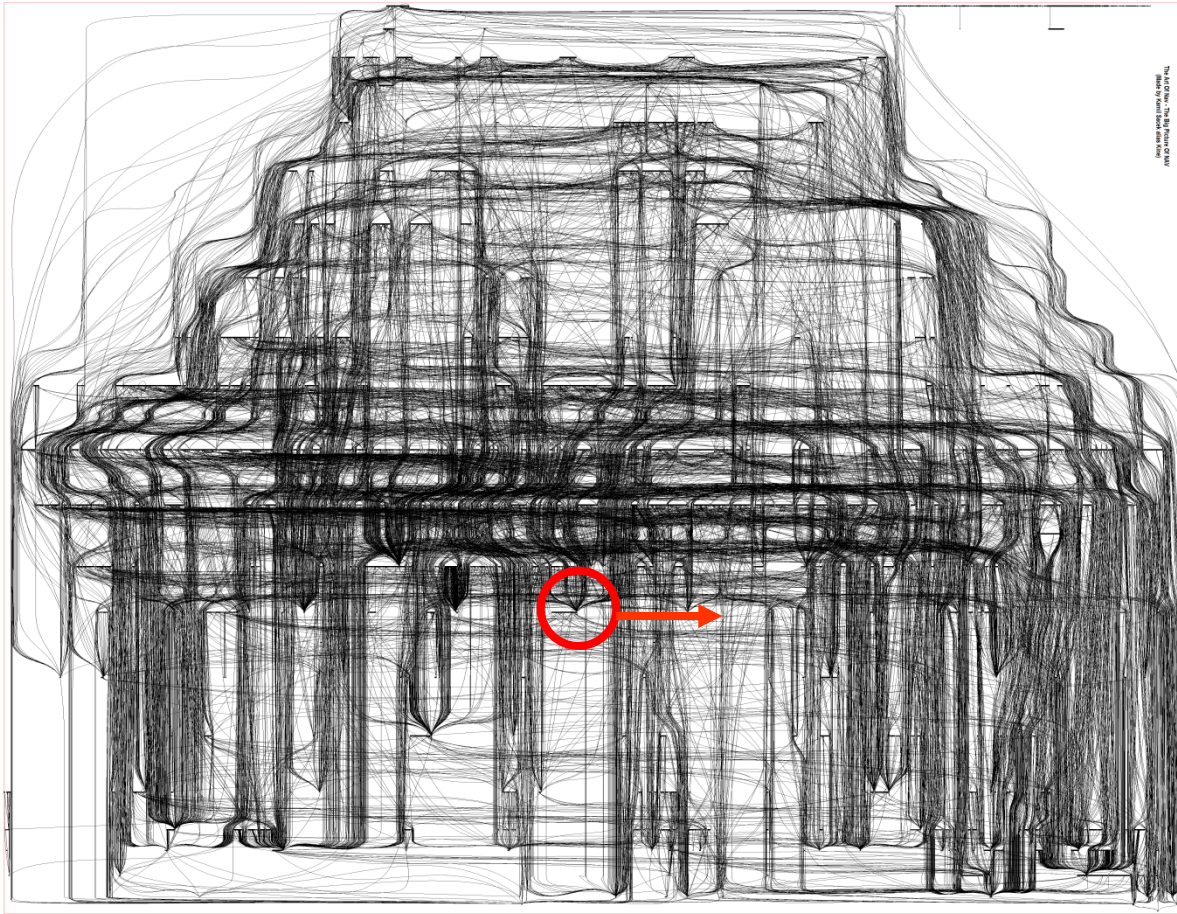 The Art Of Nav - The Big Picture Of NAV
(Made by Kamil Sacek alias Kine)